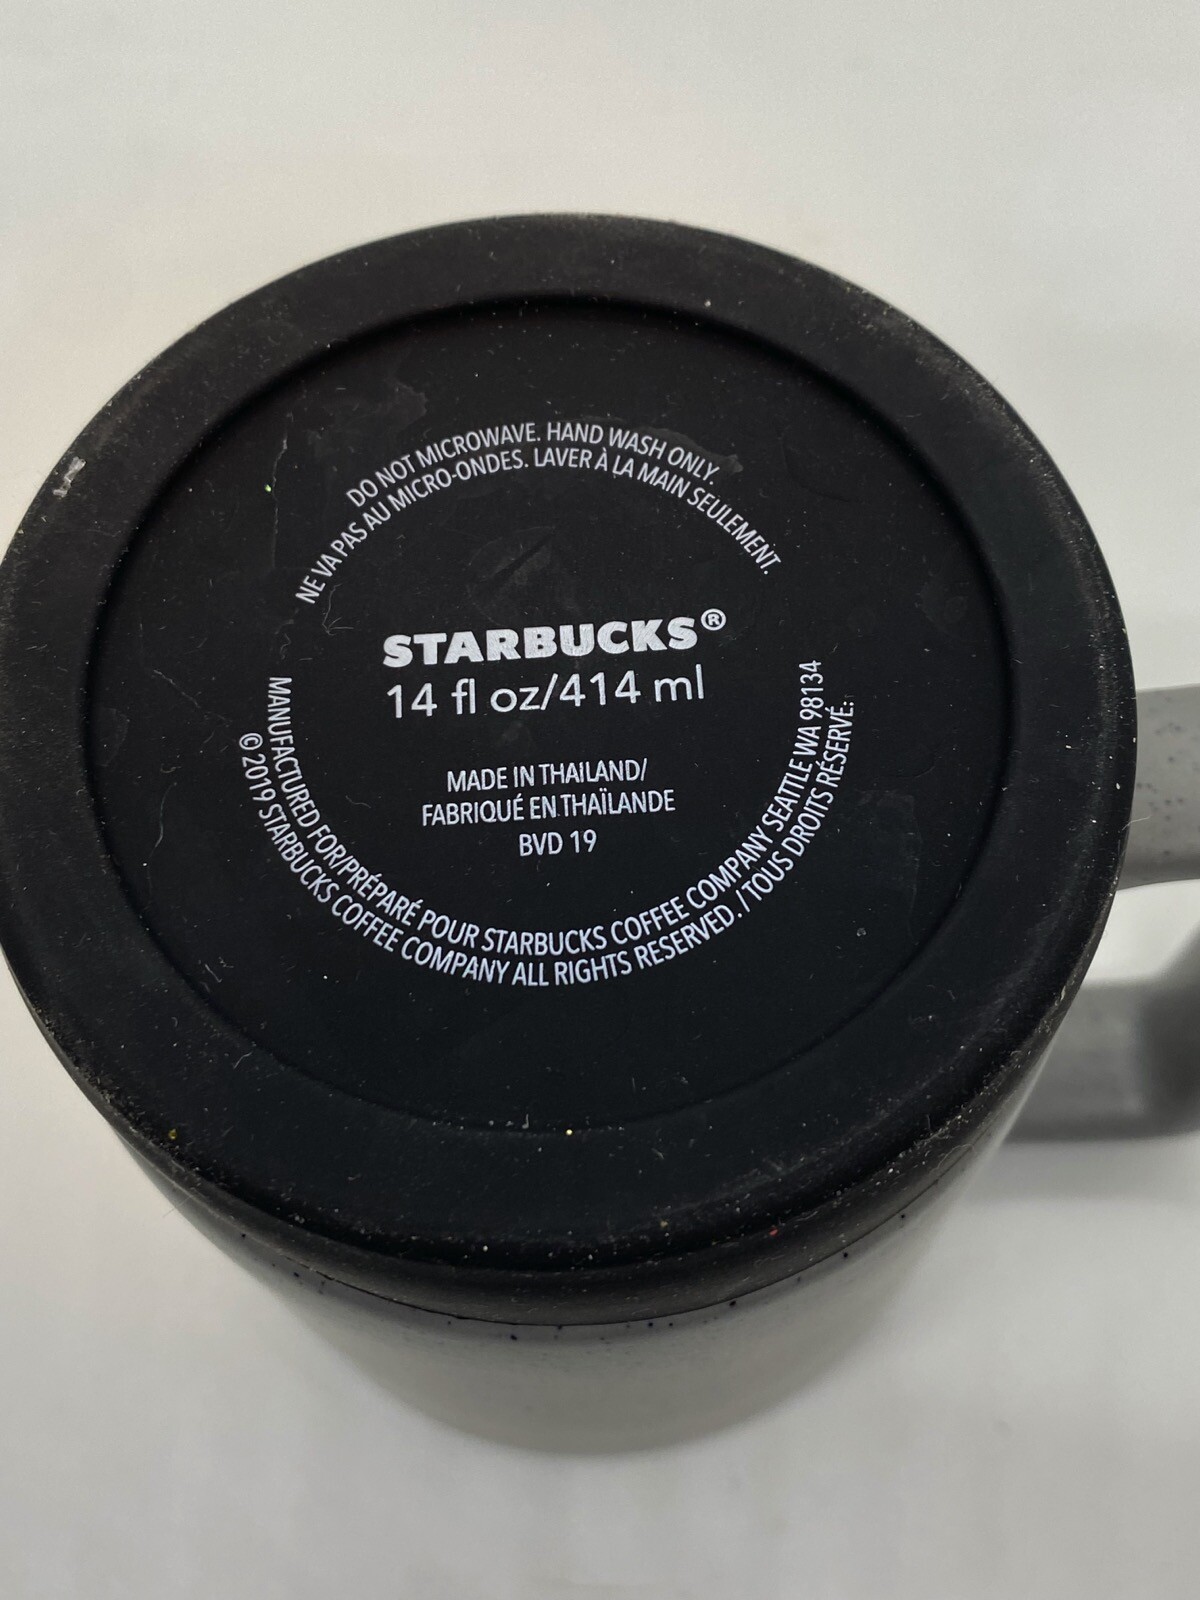 DO NOT MICROWAVE. HAND WASH ONLY.
NE VA PAS AU MICRO-ONDES. LAVER À LA MAIN SEULEMENT.
STARBUCKS®
14 fl oz/414 ml
MADE IN THAILAND/
FABRIQUÉ EN THAÏLANDE
BVD 19
MANUFACTURED FOR/PRÉPARÉ POUR STARBUCKS COFFEE COMPANY SEATTLE WA 98134
© 2019 STARBUCKS COFFEE COMPANY ALL RIGHTS RESERVED. / TOUS DROITS RÉSERVÉ.